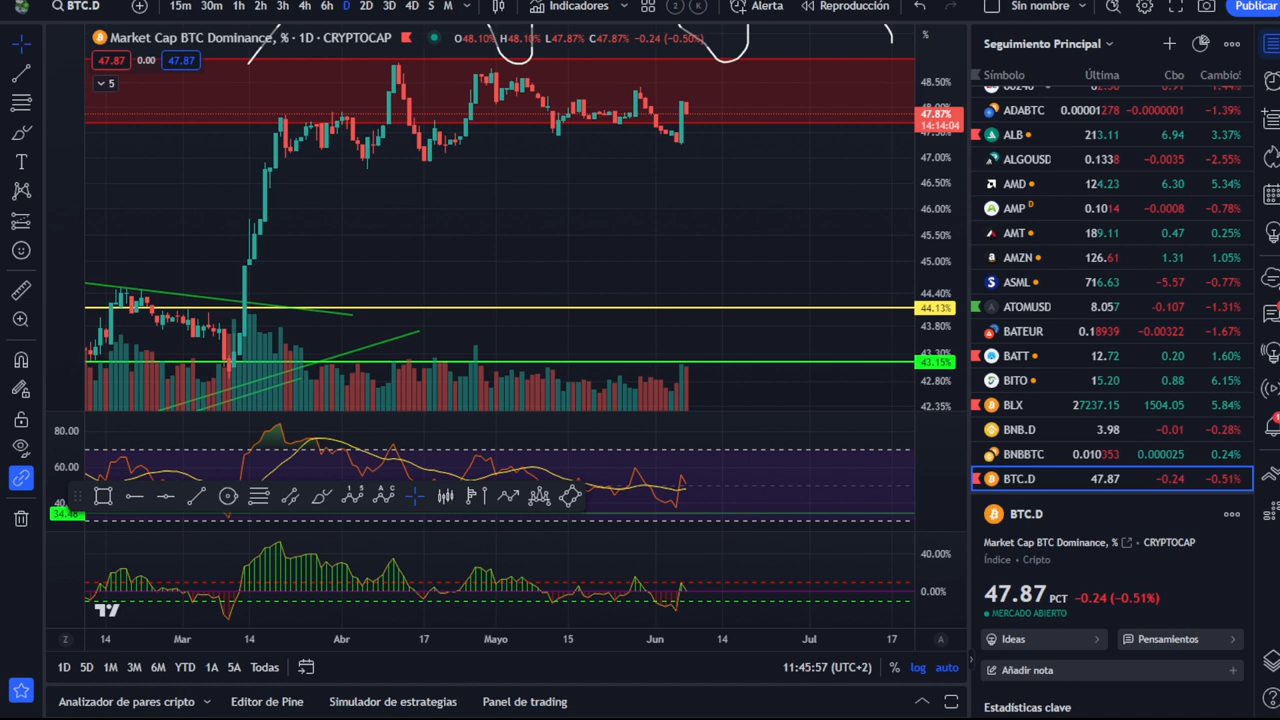 BTC.D 15m 30m 1h 2h 3h 4h 6h D 2D 3D 4D S M Indicadores Z K Alerta Reproducción Sin nombre Publicar
Market Cap BTC Dominance, % · 1D · CRYPTOCAP O48.10% H48.10% L47.87% C47.87% -0.24 (-0.50%)
47.87 0.00 47.87
5
%
48.50%
47.87%
14:14:04
47.00%
46.50%
46.00%
45.50%
45.00%
44.40%
44.13%
43.80%
43.15%
42.80%
42.35%
80.00
60.00
40
34.48
40.00%
0.00%
Z 14 Mar 14 Abr 17 Mayo 15 Jun 14 Jul 17 A
1D 5D 1M 3M 6M YTD 1A 5A Todas 11:45:57 (UTC+2) % log auto
Analizador de pares cripto Editor de Pine Simulador de estrategias Panel de trading
Seguimiento Principal
Símbolo Última Cbo Cambio%
ADABTC 0.00001278 -0.0000001 -1.39%
ALB 213.11 6.94 3.37%
ALGOUSD 0.1338 -0.0035 -2.55%
AMD 124.23 6.30 5.34%
AMP D 0.1014 -0.0008 -0.78%
AMT 189.11 0.47 0.25%
AMZN 126.61 1.31 1.05%
ASML 716.63 -5.57 -0.77%
ATOMUSD 8.057 -0.107 -1.31%
BATEUR 0.18939 -0.00322 -1.67%
BATT 12.72 0.20 1.60%
BITO 15.20 0.88 6.15%
BLX 27237.15 1504.05 5.84%
BNB.D 3.98 -0.01 -0.28%
BNBBTC 0.010353 0.000025 0.24%
BTC.D 47.87 -0.24 -0.51%
BTC.D
Market Cap BTC Dominance, % • CRYPTOCAP
Índice • Cripto
47.87 PCT -0.24 (-0.51%)
MERCADO ABIERTO
Ideas Pensamientos
Añadir nota
Estadísticas clave